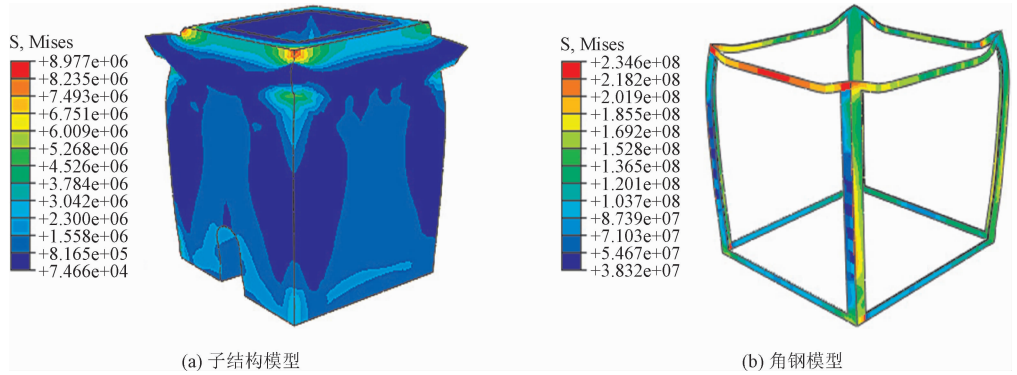 S, Mises
+8.977e+06
+8.235e+06
+7.493e+06
+6.751e+06
+6.009e+06
+5.268e+06
+4.526e+06
+3.784e+06
+3.042e+06
+2.300e+06
+1.558e+06
+8.165e+05
+7.466e+04
(a) 子结构模型
S, Mises
+2.346e+08
+2.182e+08
+2.019e+08
+1.855e+08
+1.692e+08
+1.528e+08
+1.365e+08
+1.201e+08
+1.037e+08
+8.739e+07
+7.103e+07
+5.467e+07
+3.832e+07
(b) 角钢模型